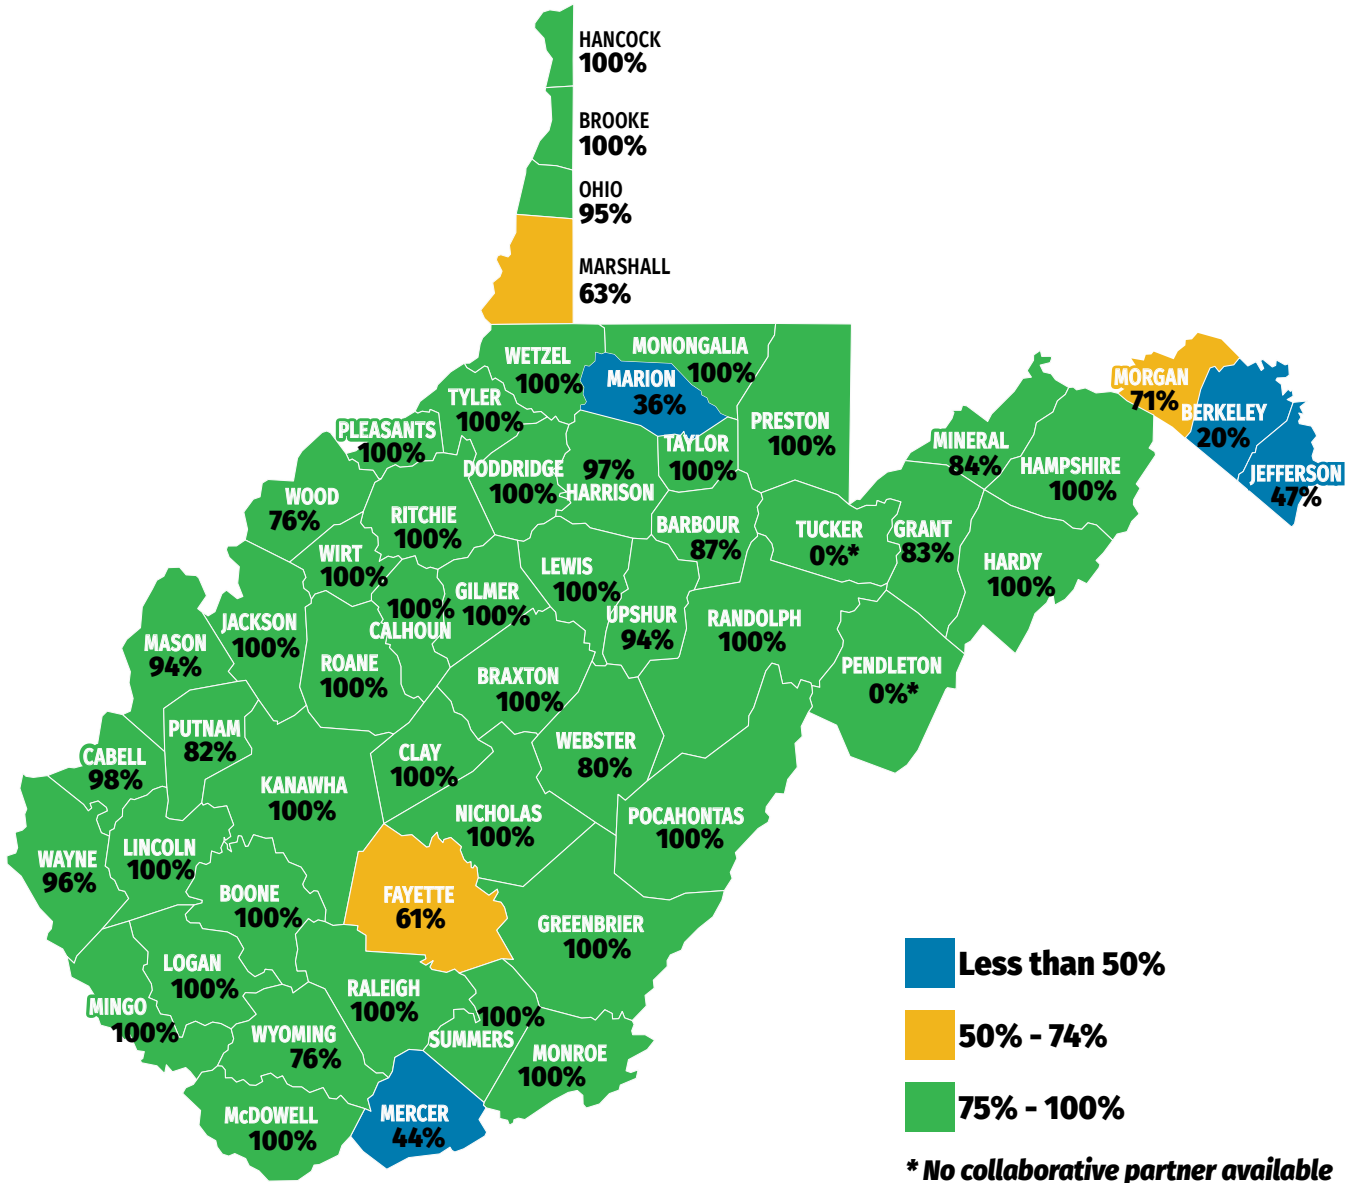 HANCOCK
100%
BROOKE
100%
OHIO
95%
MARSHALL
63%
WETZEL
100%
MONONGALIA
100%
MARION
36%
TYLER
100%
PLEASANTS
100%
PRESTON
100%
TAYLOR
100%
DODDRIDGE
100%
97%
HARRISON
MORGAN
71%
BERKELEY
20%
JEFFERSON
47%
MINERAL
84%
HAMPSHIRE
100%
WOOD
76%
RITCHIE
100%
BARBOUR
87%
TUCKER
0%*
GRANT
83%
HARDY
100%
WIRT
100%
LEWIS
100%
GILMER
100%
100%
CALHOUN
UPSHUR
94%
RANDOLPH
100%
JACKSON
100%
MASON
94%
ROANE
100%
PENDLETON
0%*
BRAXTON
100%
PUTNAM
82%
CABELL
98%
CLAY
100%
WEBSTER
80%
KANAWHA
100%
NICHOLAS
100%
POCAHONTAS
100%
WAYNE
96%
LINCOLN
100%
BOONE
100%
FAYETTE
61%
GREENBRIER
100%
LOGAN
100%
RALEIGH
100%
MINGO
100%
WYOMING
76%
100%
SUMMERS
MONROE
100%
McDOWELL
100%
MERCER
44%
Less than 50%
50% - 74%
75% - 100%
* No collaborative partner available